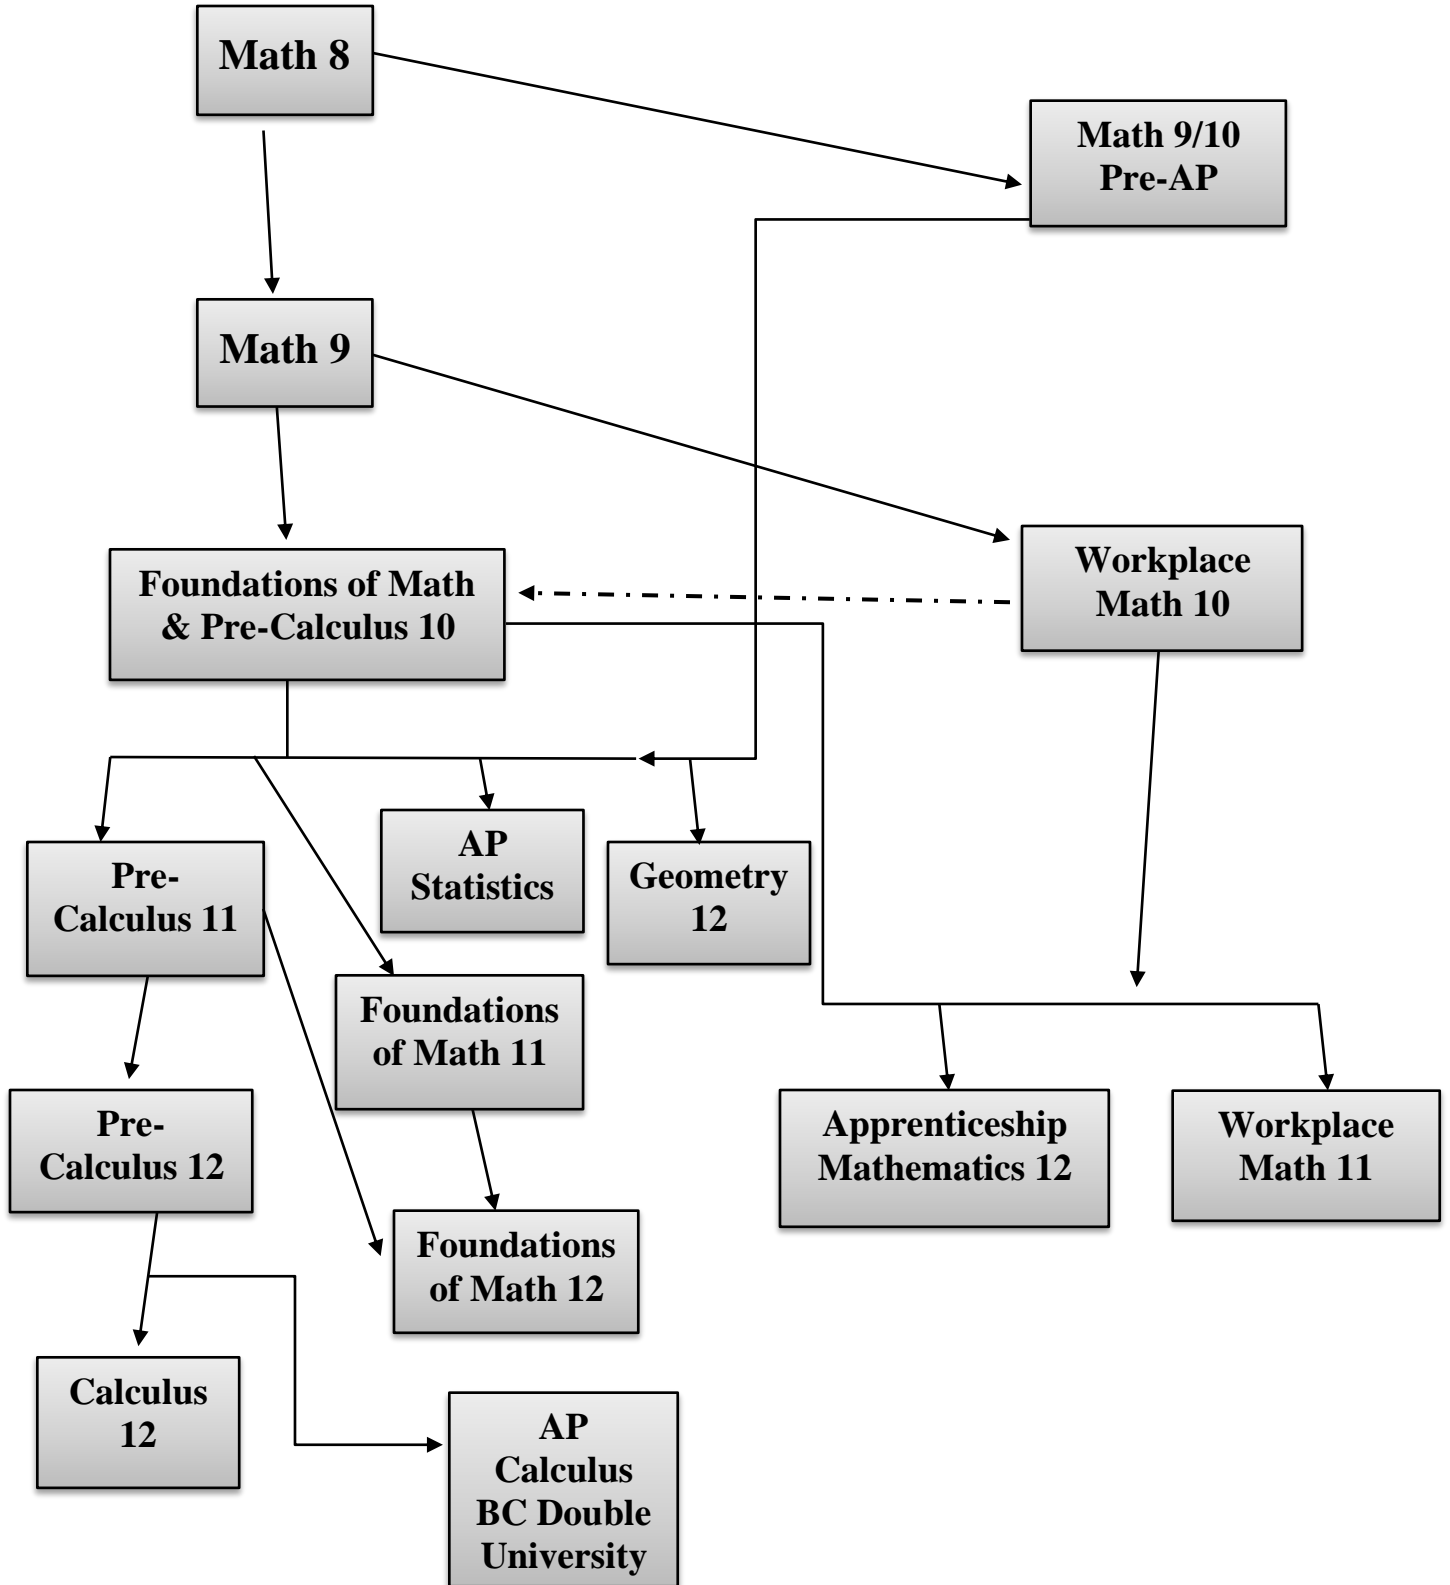 Math 8
Math 9/10
Pre-AP
Math 9
Foundations of Math
& Pre-Calculus 10
Workplace
Math 10
Pre-
Calculus 11
AP
Statistics
Geometry
12
Foundations
of Math 11
Pre-
Calculus 12
Apprenticeship
Mathematics 12
Workplace
Math 11
Foundations
of Math 12
Calculus
12
AP
Calculus
BC Double
University